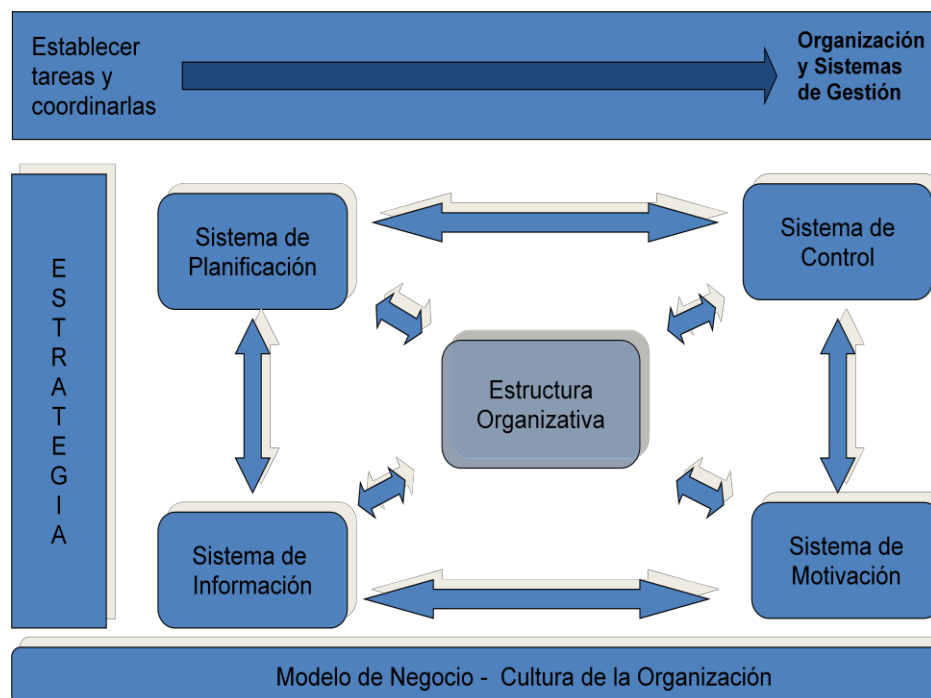 Establecer
tareas y
coordinarlas
Organización
y Sistemas
de Gestión
E
S
T
R
A
T
E
G
I
A
Sistema de
Planificación
Sistema de
Control
Estructura
Organizativa
Sistema de
Información
Sistema de
Motivación
Modelo de Negocio - Cultura de la Organización